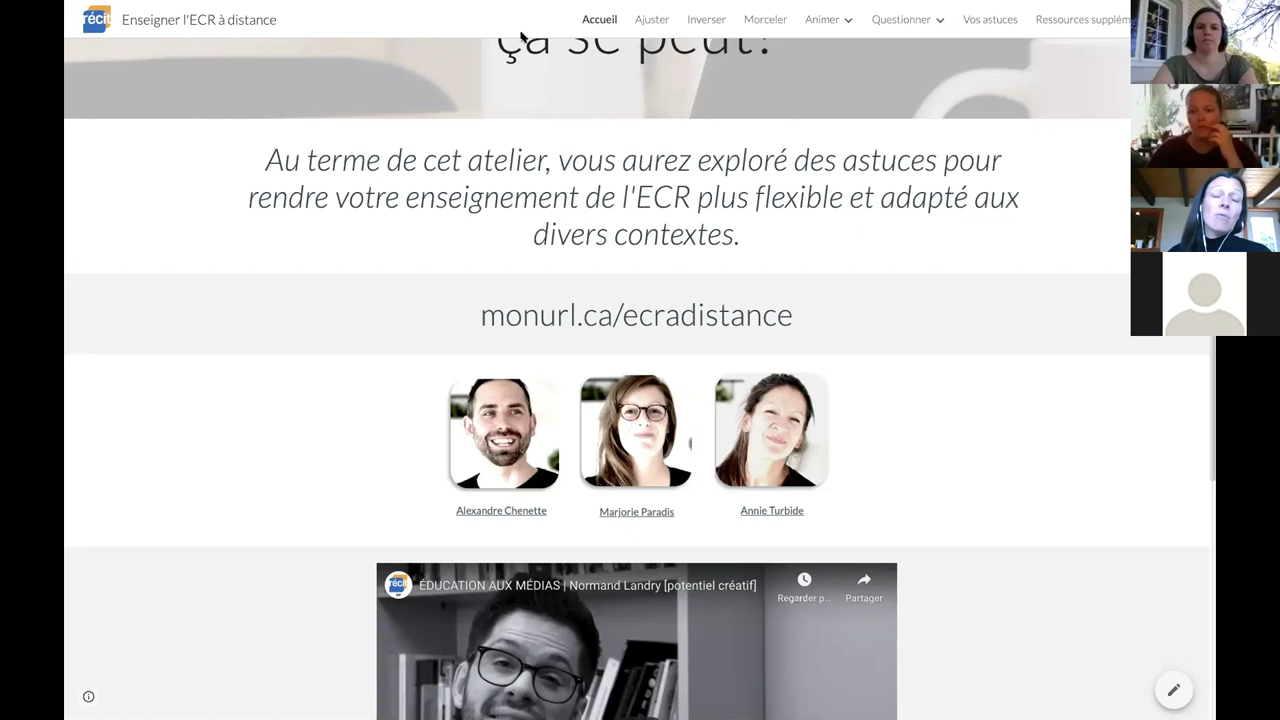 récit
Enseigner l'ECR à distance
Accueil
Ajuster
Inverser
Morceler
Animer
Questionner
Vos astuces
Ressources supplém
ça se peut!
Au terme de cet atelier, vous aurez exploré des astuces pour
rendre votre enseignement de l'ECR plus flexible et adapté aux
divers contextes.
monurl.ca/ecradistance
Alexandre Chenette
Marjorie Paradis
Annie Turbide
récit
ÉDUCATION AUX MÉDIAS | Normand Landry [potentiel créatif]
Regarder p...
Partager